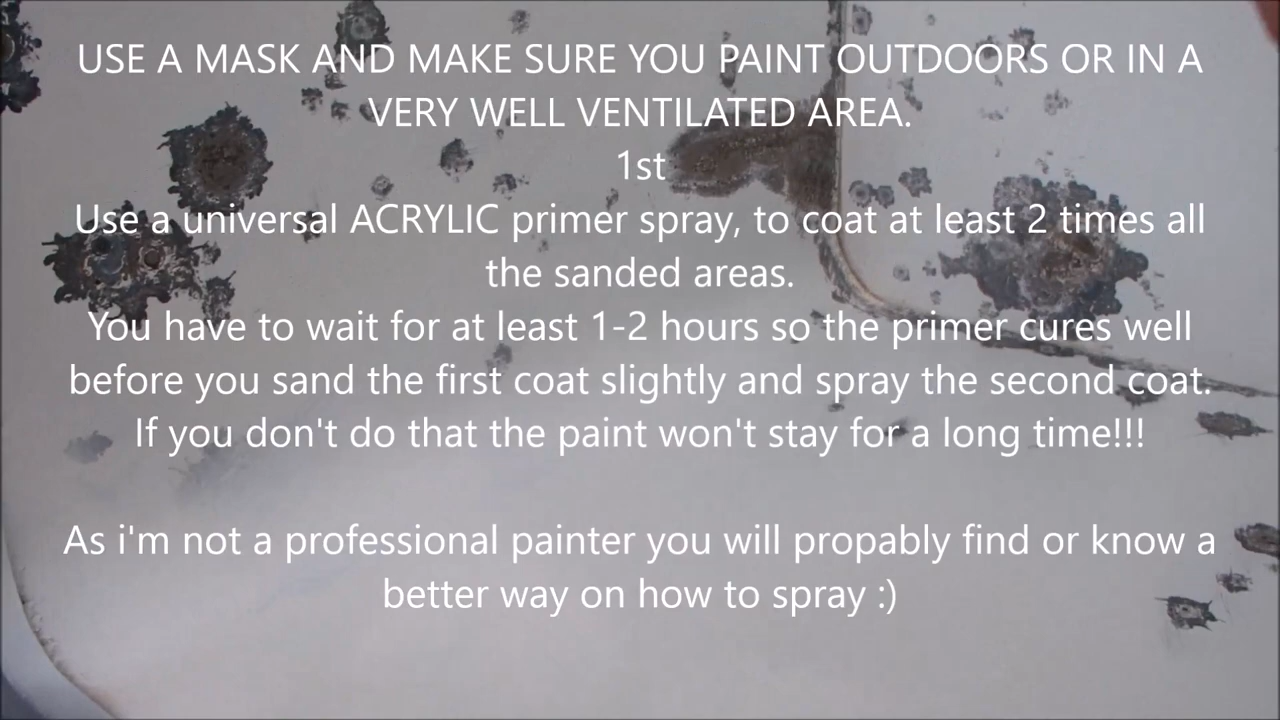 USE A MASK AND MAKE SURE YOU PAINT OUTDOORS OR IN A
VERY WELL VENTILATED AREA.
1st
Use a universal ACRYLIC primer spray, to coat at least 2 times all
the sanded areas.
You have to wait for at least 1-2 hours so the primer cures well
before you sand the first coat slightly and spray the second coat.
If you don't do that the paint won't stay for a long time!!!
As i'm not a professional painter you will propably find or know a
better way on how to spray :)